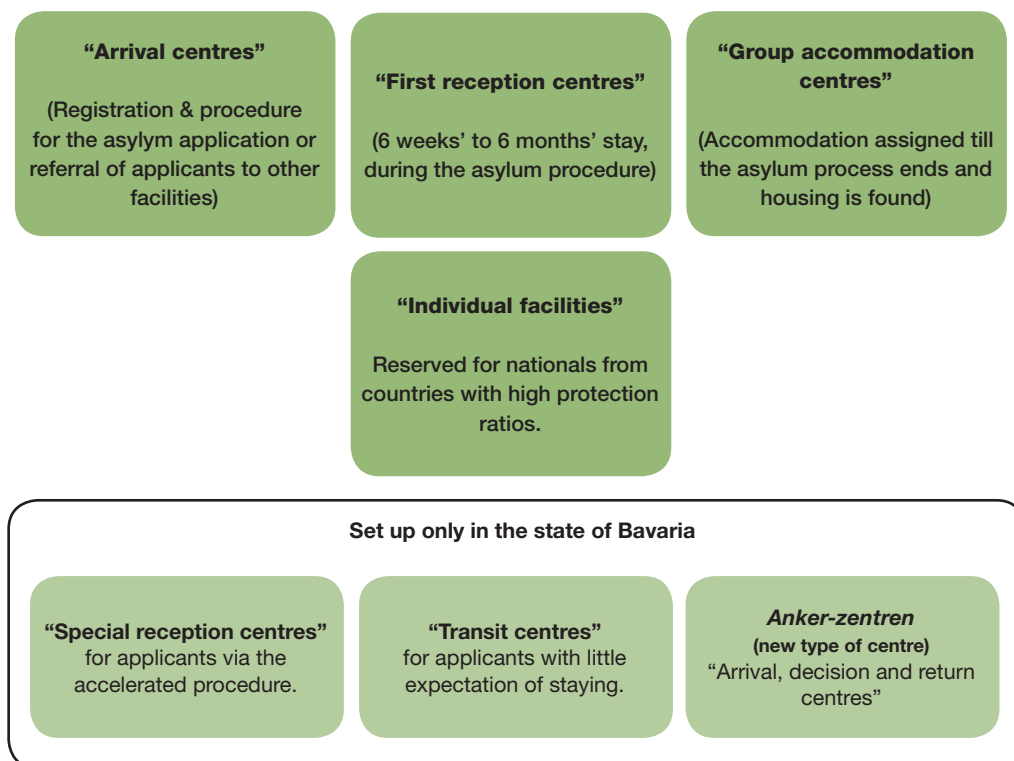 “Arrival centres”
(Registration & procedure
for the asylym application or
referral of applicants to other
facilities)
“First reception centres”
(6 weeks’ to 6 months’ stay,
during the asylum procedure)
“Group accommodation
centres”
(Accommodation assigned till
the asylum process ends and
housing is found)
“Individual facilities”
Reserved for nationals from
countries with high protection
ratios.
Set up only in the state of Bavaria
“Special reception centres”
for applicants via the
accelerated procedure.
“Transit centres”
for applicants with little
expectation of staying.
Anker-zentren
(new type of centre)
“Arrival, decision and return
centres”